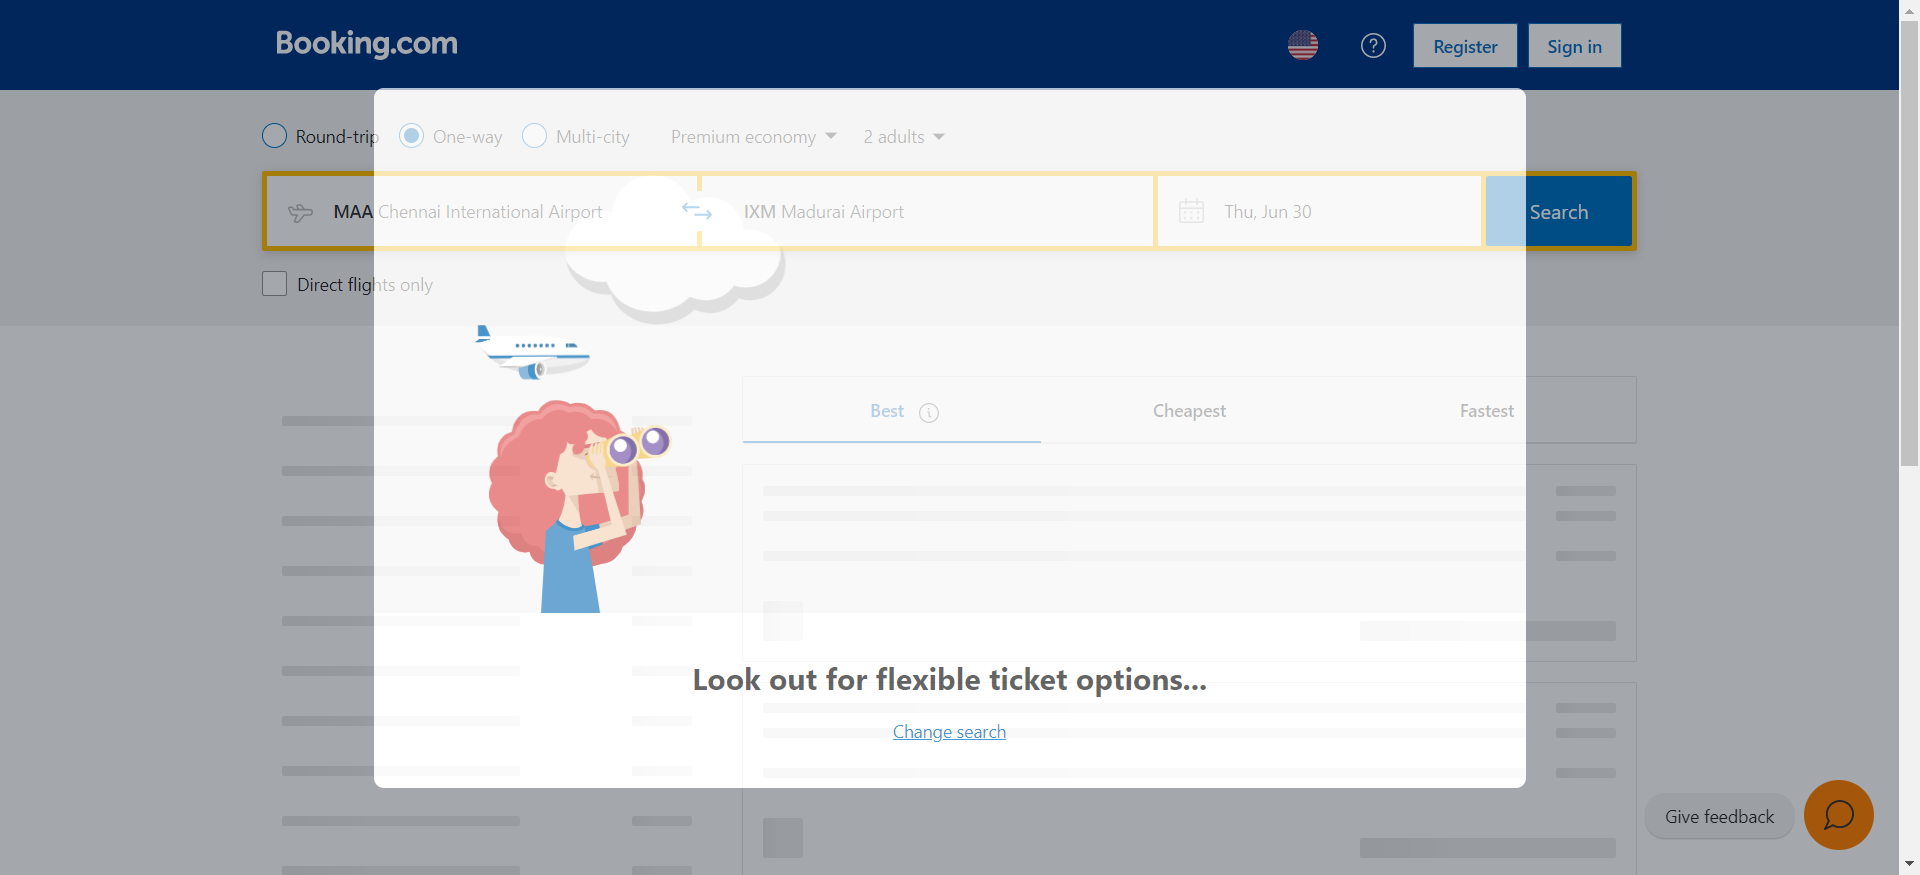 Booking.com
Register
Sign in
Round-trip
One-way
Multi-city
Premium economy
2 adults
MAA Chennai International Airport
IXM Madurai Airport
Thu, Jun 30
Search
Direct flights only
Best
Cheapest
Fastest
Look out for flexible ticket options...
Change search
Give feedback